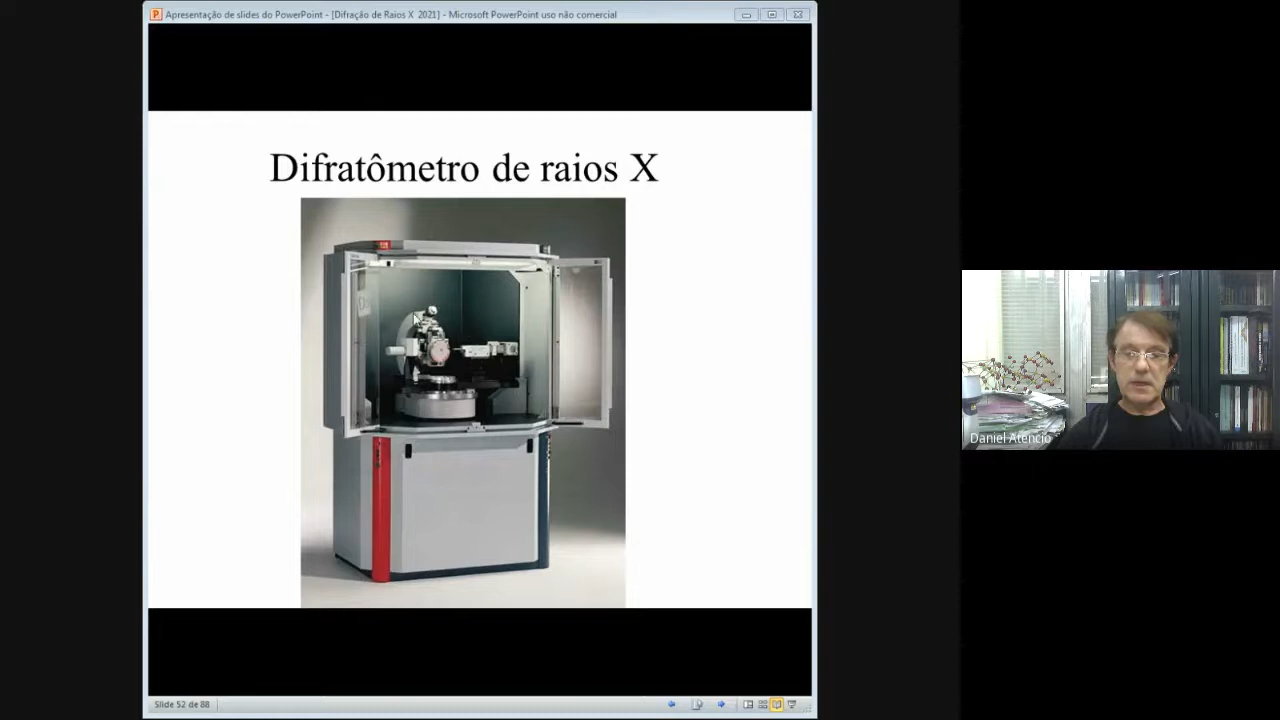 Apresentação de slides do PowerPoint - [Difração de Raios X 2021] - Microsoft PowerPoint uso não comercial
Difratômetro de raios X
Daniel Atencio
Slide 52 de 88